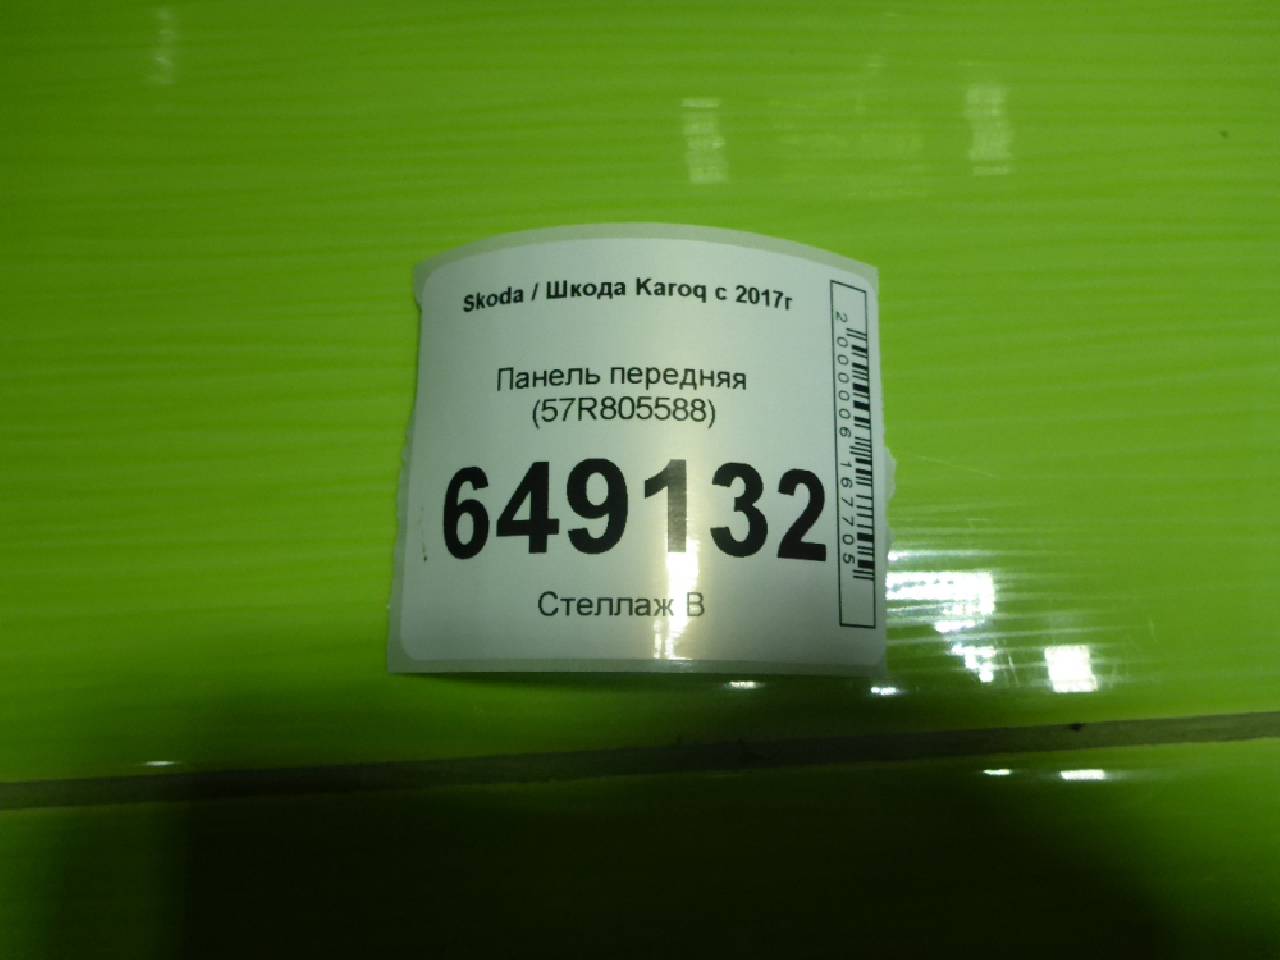 Skoda / Шкода Karoq с 2017г
Панель передняя
(57R805588)
649132
Стеллаж В
2000006167705